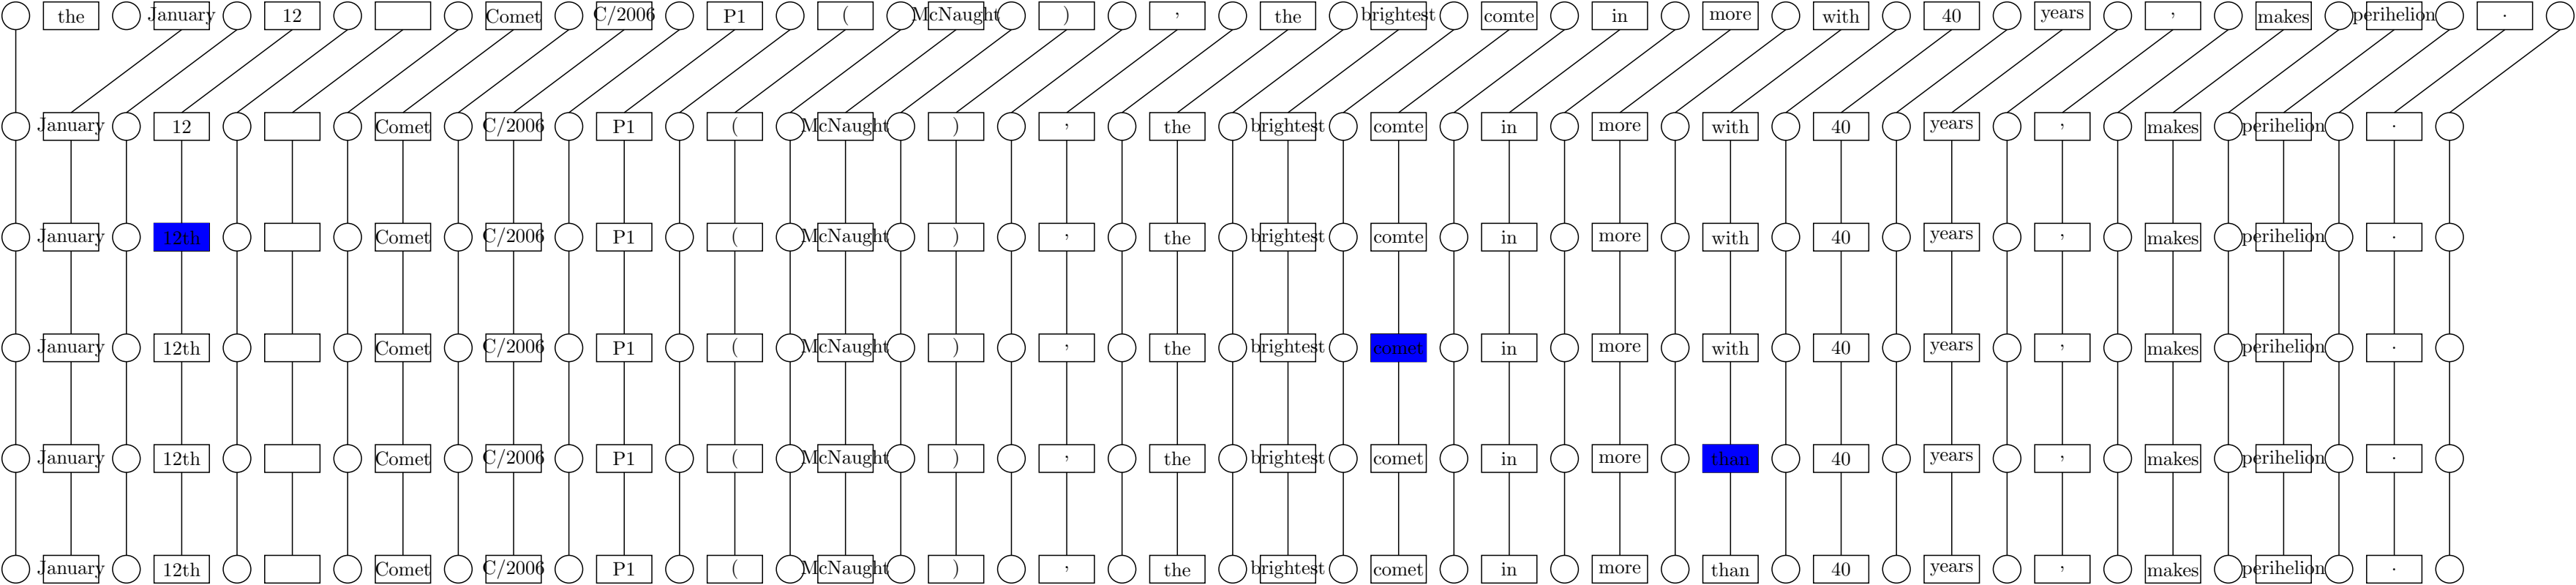 the January 12 Comet C/2006 P1 ( McNaught ) , the brightest comte in more with 40 years , makes perihelion .
January 12 Comet C/2006 P1 ( McNaught ) , the brightest comte in more with 40 years , makes perihelion .
January 12th Comet C/2006 P1 ( McNaught ) , the brightest comte in more with 40 years , makes perihelion .
January 12th Comet C/2006 P1 ( McNaught ) , the brightest comet in more with 40 years , makes perihelion .
January 12th Comet C/2006 P1 ( McNaught ) , the brightest comet in more than 40 years , makes perihelion .
January 12th Comet C/2006 P1 ( McNaught ) , the brightest comet in more than 40 years , makes perihelion .